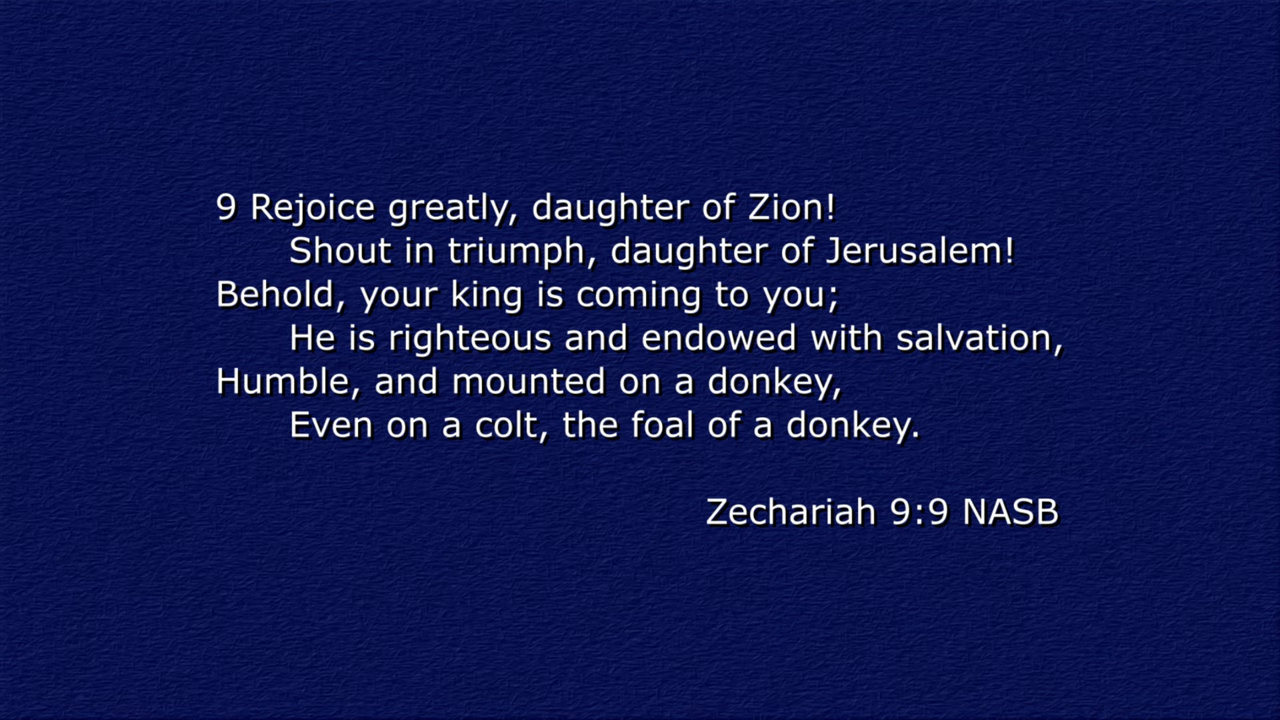 9 Rejoice greatly, daughter of Zion!
Shout in triumph, daughter of Jerusalem!
Behold, your king is coming to you;
He is righteous and endowed with salvation,
Humble, and mounted on a donkey,
Even on a colt, the foal of a donkey.
Zechariah 9:9 NASB